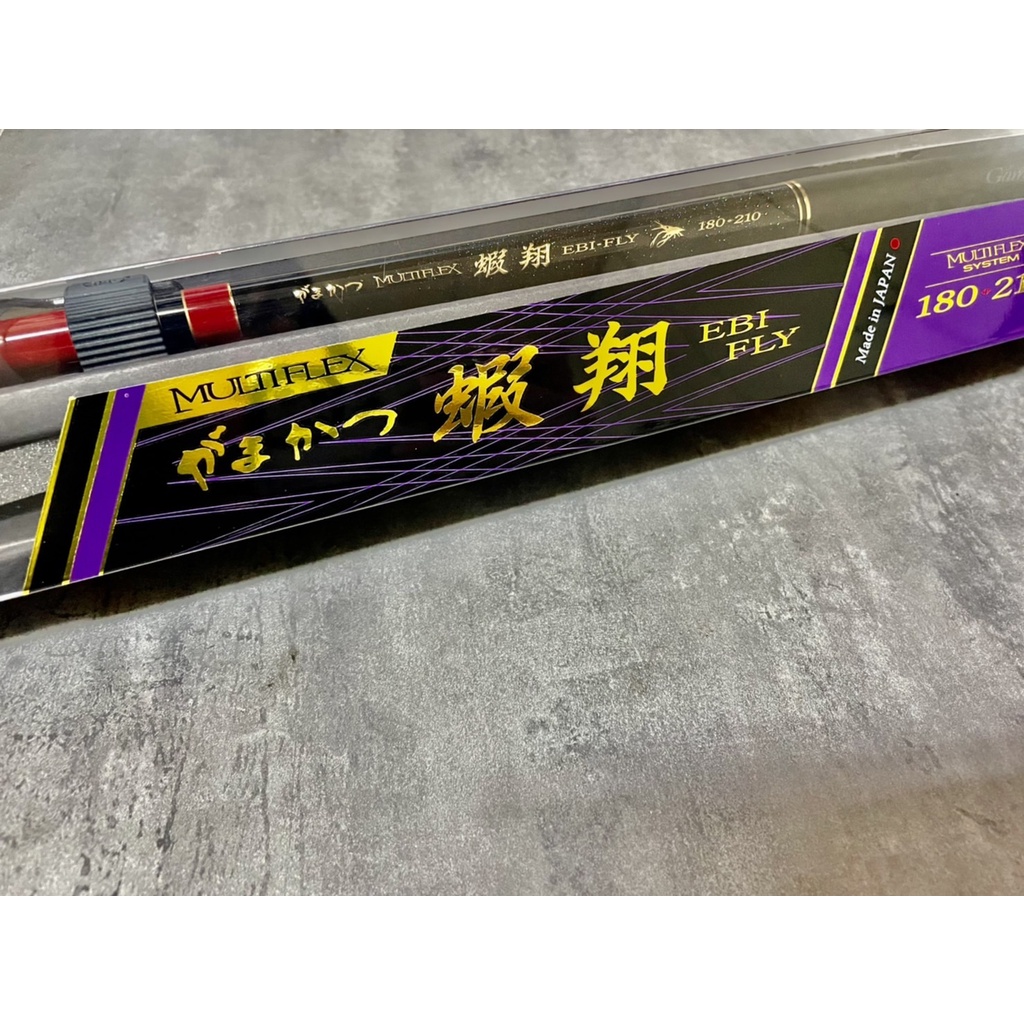 がまかつ MULTIFLEX 蝦翔 EBI-FLY 180-210
MULTIFLEX
がまかつ 蝦翔 EBI FLY
Made in JAPAN
MULTIFLEX
SYSTEM
180